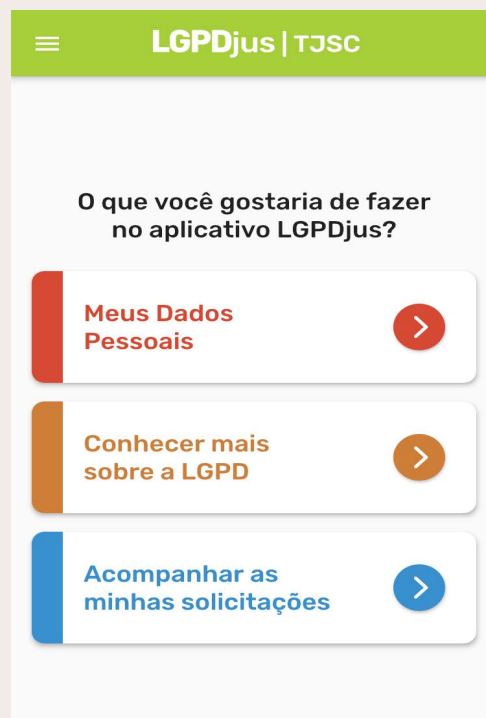 LGPDjus | TJSC
O que você gostaria de fazer
no aplicativo LGPDjus?
Meus Dados
Pessoais
Conhecer mais
sobre a LGPD
Acompanhar as
minhas solicitações